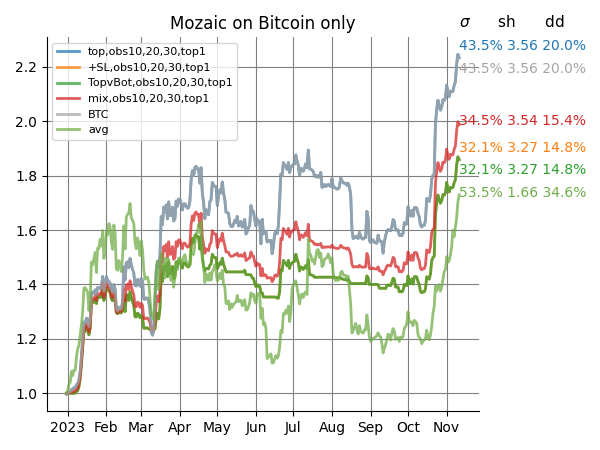 Mozaic on Bitcoin only
σ sh dd
top,obs10,20,30,top1
+SL,obs10,20,30,top1
TopvBot,obs10,20,30,top1
mix,obs10,20,30,top1
BTC
avg
43.5% 3.56 20.0%
43.5% 3.56 20.0%
34.5% 3.54 15.4%
32.1% 3.27 14.8%
32.1% 3.27 14.8%
53.5% 1.66 34.6%
2.2
2.0
1.8
1.6
1.4
1.2
1.0
2023 Feb Mar Apr May Jun Jul Aug Sep Oct Nov